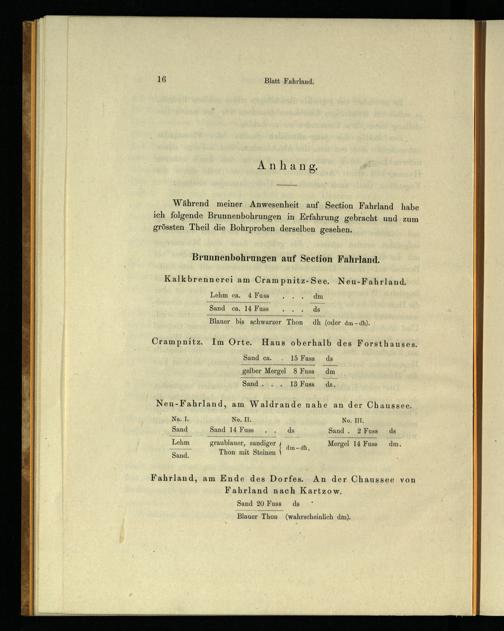 16 Blatt Fahrland.
Anhang.
Während meiner Anwesenheit auf Section Fahrland habe
ich folgende Brunnenbohrungen in Erfahrung gebracht und zum
grössten Theil die Bohrproben derselben gesehen.
Brunnenbohrungen auf Section Fahrland.
Kalkbrennerei am Crampnitz-See. Neu-Fahrland.
Lehm ca. 4 Fuss . . . dm
Sand ca. 14 Fuss . . . ds
Blauer bis schwarzer Thon dh (oder dm–dh).
Crampnitz. Im Orte. Haus oberhalb des Forsthauses.
Sand ca. . 15 Fuss ds
gelber Mergel 8 Fuss dm
Sand . . . 13 Fuss ds.
Neu-Fahrland, am Waldrande nahe an der Chaussee.
No. I. No. II. No. III.
Sand Sand 14 Fuss . . ds Sand . 2 Fuss ds
Lehm graublauer, sandiger Thon mit Steinen } dm–dh. Mergel 14 Fuss dm.
Sand.
Fahrland, am Ende des Dorfes. An der Chaussee von
Fahrland nach Kartzow.
Sand 20 Fuss ds
Blauer Thon (wahrscheinlich dm).